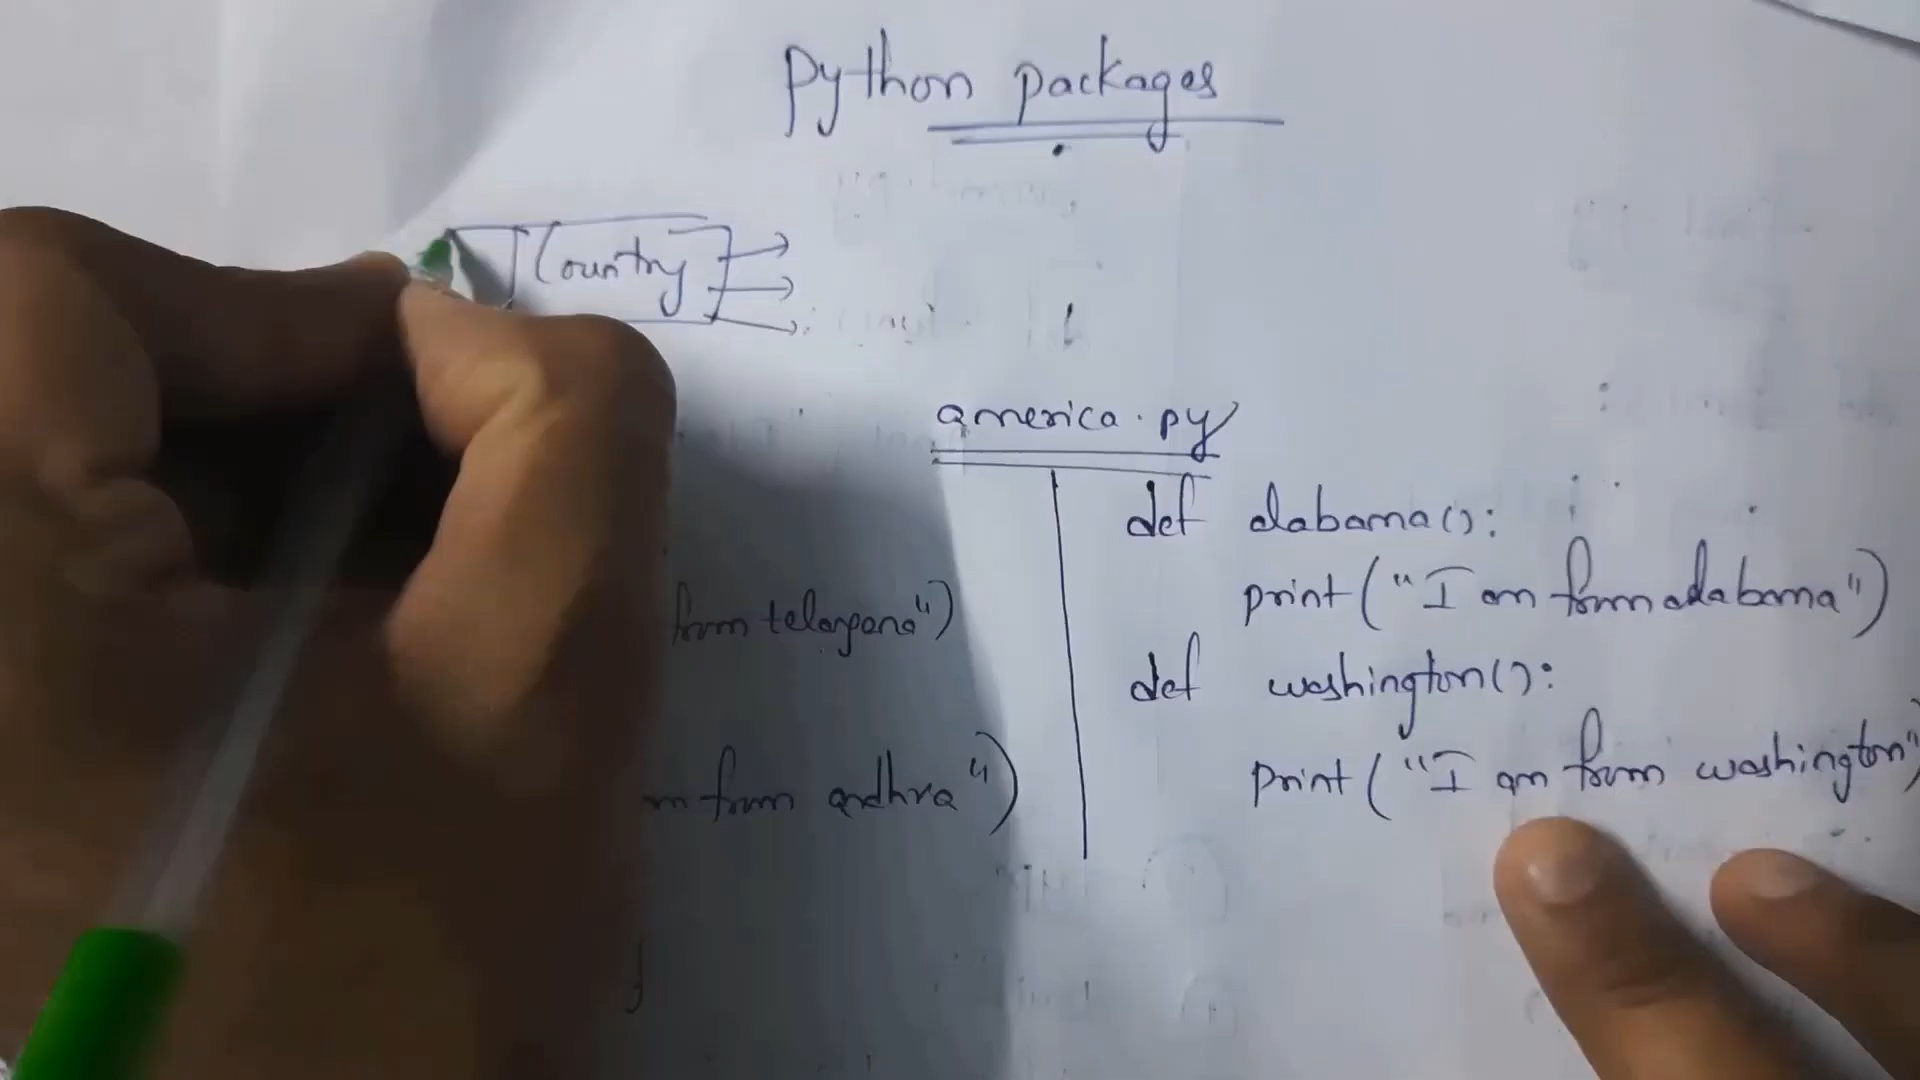 Python packages
Country
america.py
def alabama():
print("I am from alabama")
def washington():
print("I am from washington"
from telangana")
m from andhra")